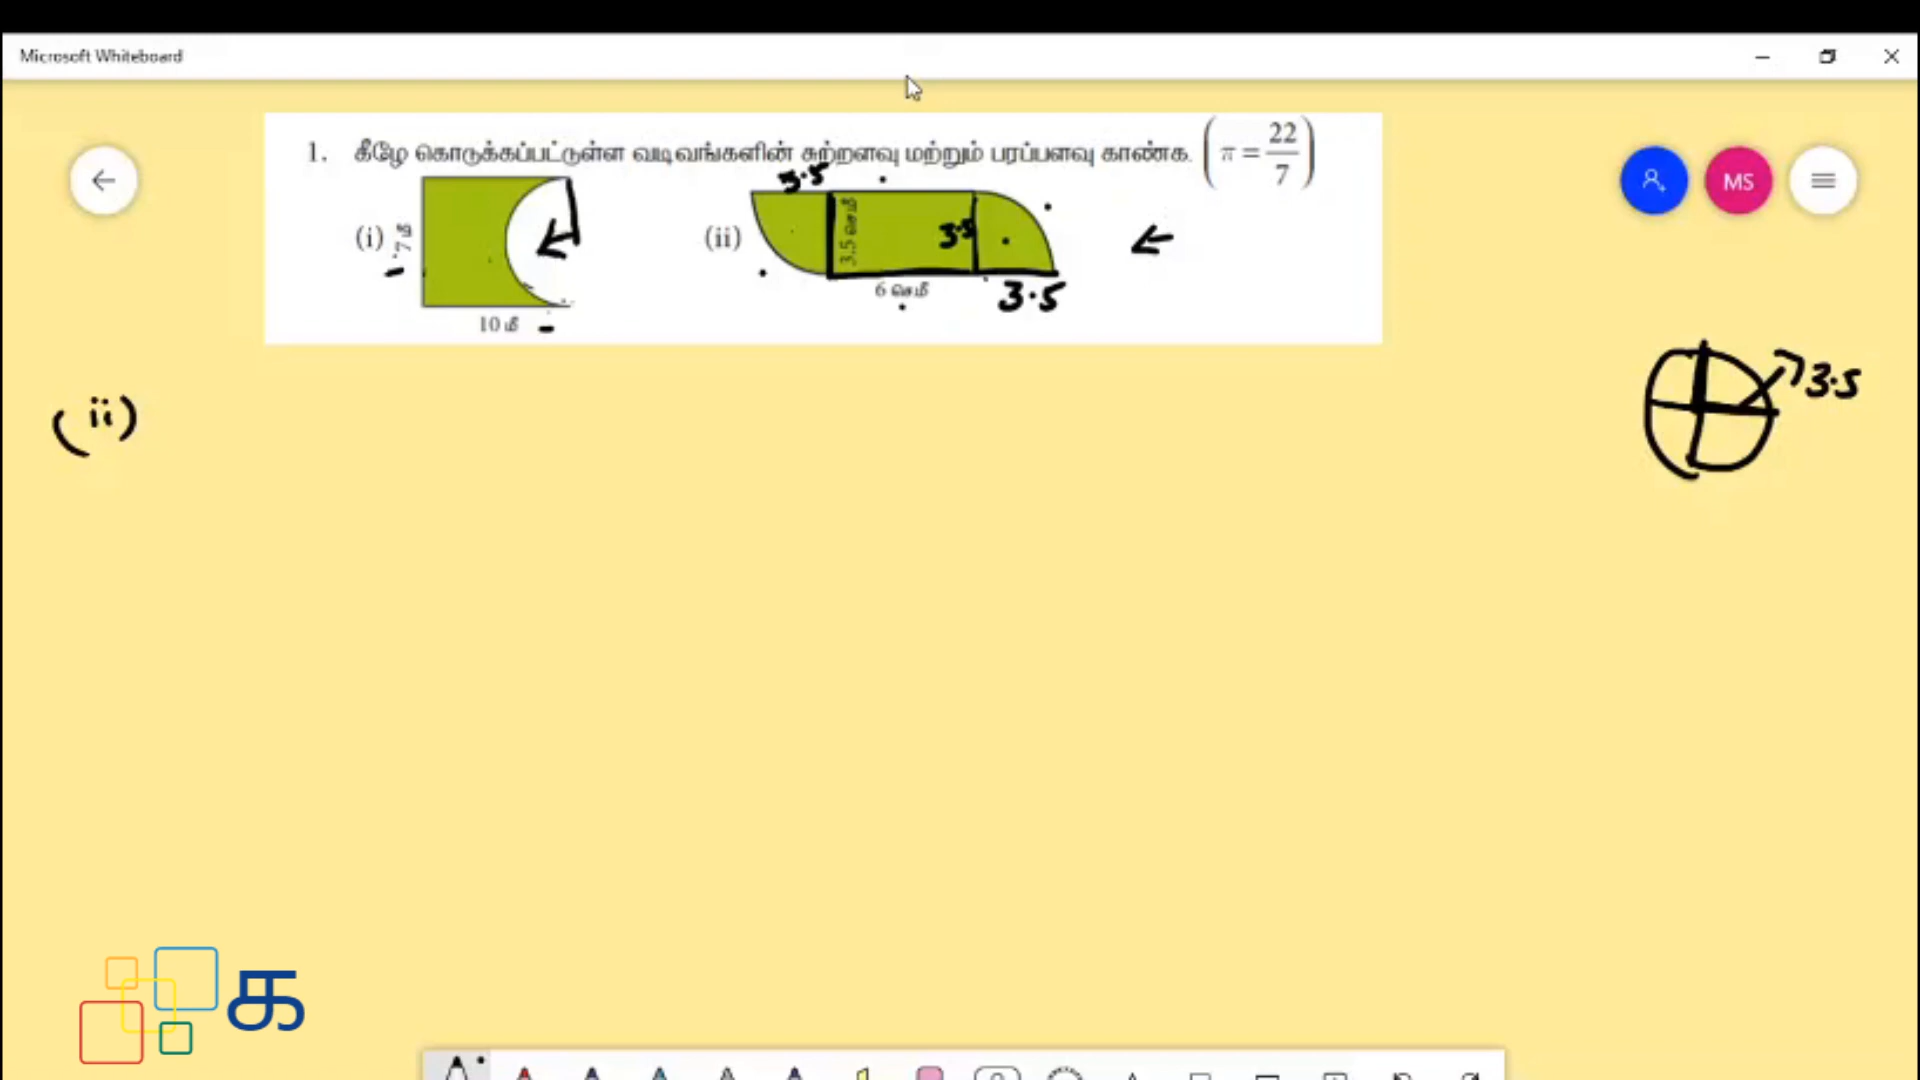 Microsoft Whiteboard
1. கீழே கொடுக்கப்பட்டுள்ள வடிவங்களின் சுற்றளவு மற்றும் பரப்பளவு காண்க. (π = 22/7)
MS
3.5
(i) 7 மீ
(ii) 3.5 செமீ 3.5
6 செமீ 3.5
10 மீ
3.5
(ii)
க